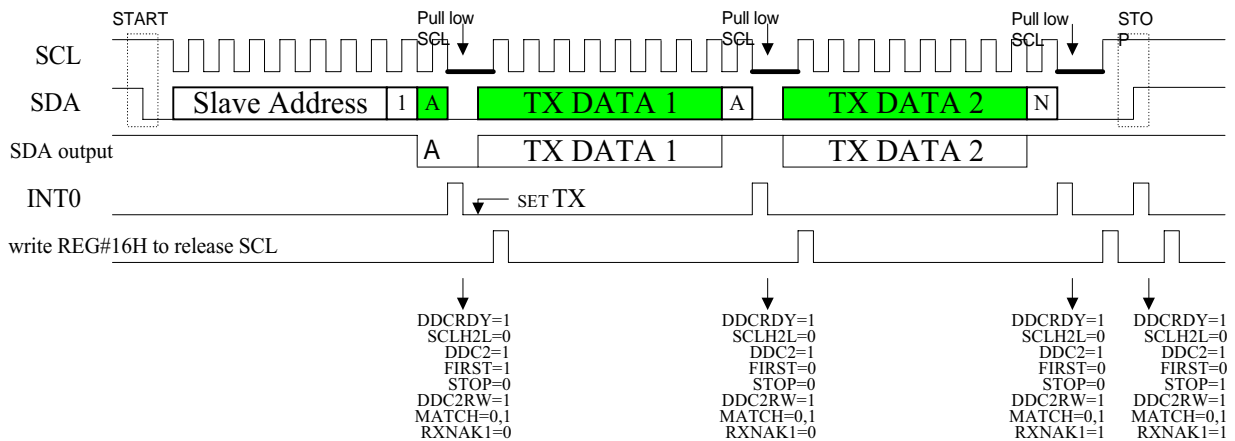 START Pull low SCL Pull low SCL Pull low SCL STO P
SCL
SDA Slave Address 1 A TX DATA 1 A TX DATA 2 N
SDA output A TX DATA 1 TX DATA 2
INT0 SET TX
write REG#16H to release SCL
DDCRDY=1 DDCRDY=1 DDCRDY=1 DDCRDY=1
SCLH2L=0 SCLH2L=0 SCLH2L=0 SCLH2L=0
DDC2=1 DDC2=1 DDC2=1 DDC2=1
FIRST=1 FIRST=0 FIRST=0 FIRST=0
STOP=0 STOP=0 STOP=0 STOP=1
DDC2RW=1 DDC2RW=1 DDC2RW=1 DDC2RW=1
MATCH=0,1 MATCH=0,1 MATCH=0,1 MATCH=0,1
RXNAK1=0 RXNAK1=0 RXNAK1=1 RXNAK1=1